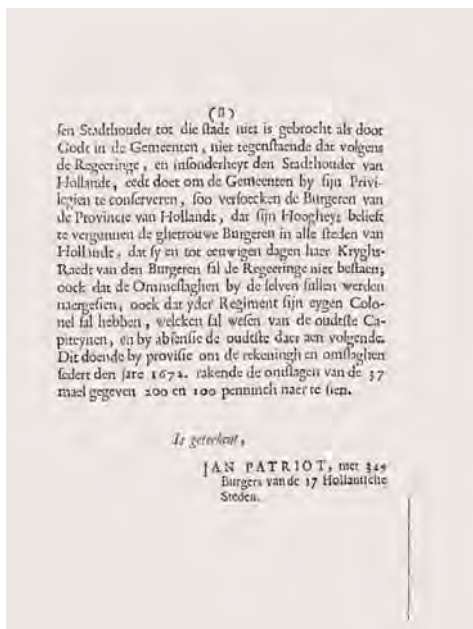 (8)
sen Stadthouder tot die stadt niet is gebrocht als door
Godt in de Gemeenten, niet tegenstaende dat volgens
de Regeeringe, en insonderheyt den Stadthouder van
Hollandt, eedt doet om de Gemeenten by sijn Privi-
legien te conserveren, soo versoecken de Burgeren van
de Provincie van Hollandt, dat sijn Hoogheyt belieft
te vergunnen de ghetrouwe Burgeren in alle steden van
Hollandt, dat sy en tot eeuwigen dagen haer Kryghs-
Raedt van den Burgeren sal de Regeeringe niet bestaen;
oock dat de Ommeslaghen by de selven sullen werden
naergesien, oock dat yder Regiment sijn eygen Colo-
nel sal hebben, welcken sal wesen van de oudtste Ca-
piteynen, en by absensie de oudtste daer aen volgende.
Dit doende by provisie om de rekeningh en omslaghen
sedert den jare 1672. rakende de omslagen van de 37
mael gegeven 200 en 100 penninch naer te sien.
Is geteekent,
JAN PATRIOT, met 349
Burgers van de 17 Hollantsche
Steden.